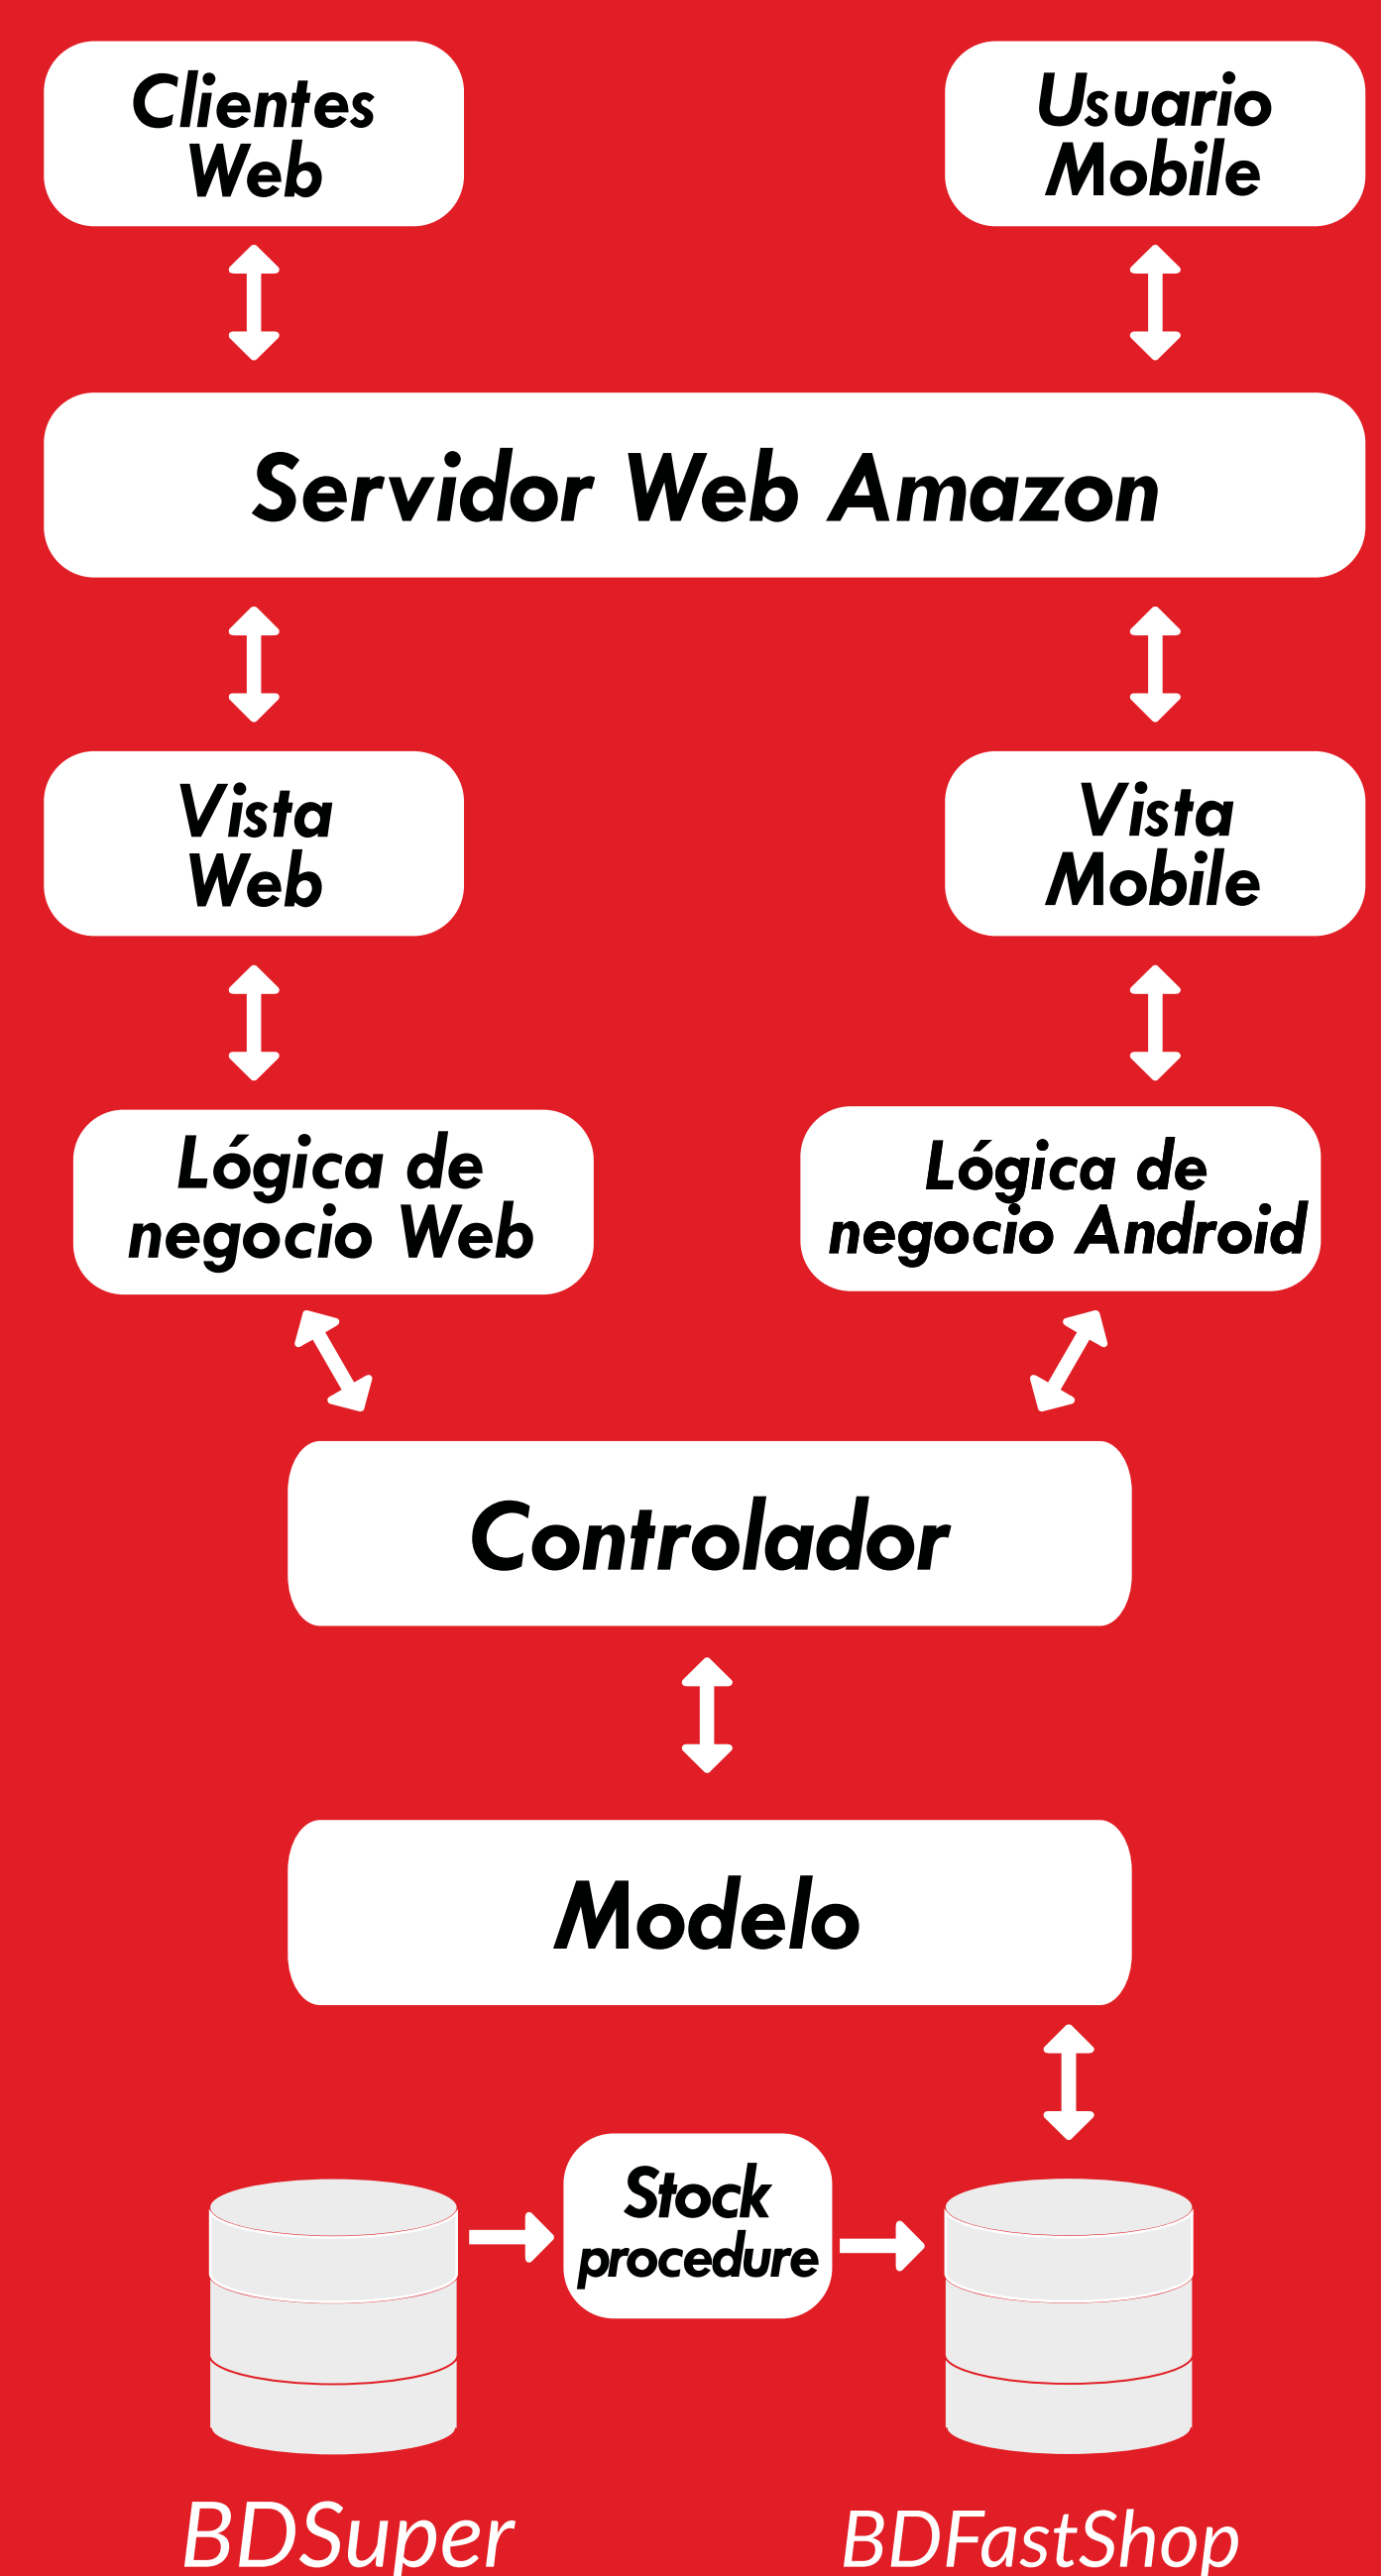 Clientes
Web
Usuario
Mobile
Servidor Web Amazon
Vista
Web
Vista
Mobile
Lógica de
negocio Web
Lógica de
negocio Android
Controlador
Modelo
Stock
procedure
BDSuper
BDFastShop